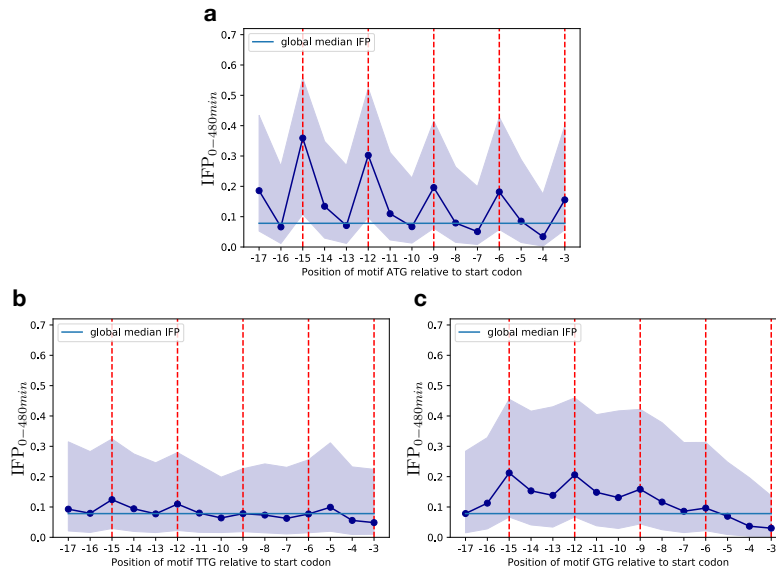 a
0.7
global median IFP
0.6
0.5
0.4
0.3
0.2
0.1
0.0
IFP0−480min
-17 -16 -15 -14 -13 -12 -11 -10 -9 -8 -7 -6 -5 -4 -3
Position of motif ATG relative to start codon
b
0.7
global median IFP
0.6
0.5
0.4
0.3
0.2
0.1
0.0
IFP0−480min
-17 -16 -15 -14 -13 -12 -11 -10 -9 -8 -7 -6 -5 -4 -3
Position of motif TTG relative to start codon
c
0.7
global median IFP
0.6
0.5
0.4
0.3
0.2
0.1
0.0
IFP0−480min
-17 -16 -15 -14 -13 -12 -11 -10 -9 -8 -7 -6 -5 -4 -3
Position of motif GTG relative to start codon